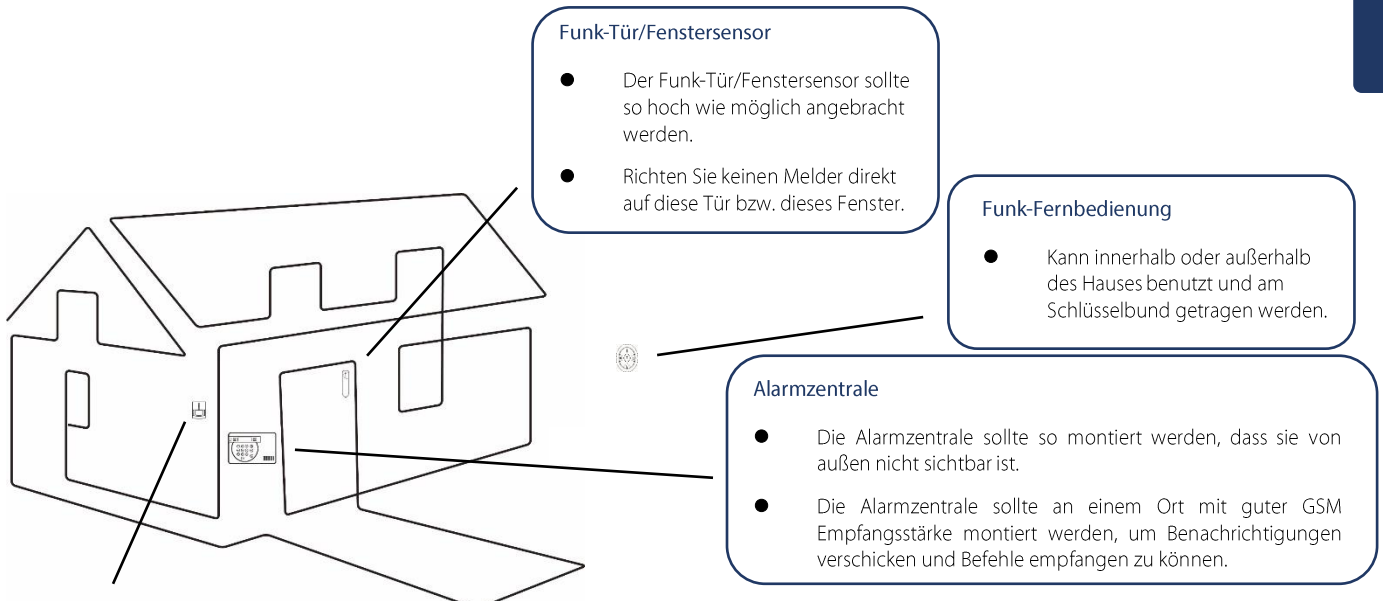 Funk-Tür/Fenstersensor
● Der Funk-Tür/Fenstersensor sollte
so hoch wie möglich angebracht
werden.
● Richten Sie keinen Melder direkt
auf diese Tür bzw. dieses Fenster.
Funk-Fernbedienung
● Kann innerhalb oder außerhalb
des Hauses benutzt und am
Schlüsselbund getragen werden.
Alarmzentrale
● Die Alarmzentrale sollte so montiert werden, dass sie von
außen nicht sichtbar ist.
● Die Alarmzentrale sollte an einem Ort mit guter GSM
Empfangsstärke montiert werden, um Benachrichtigungen
verschicken und Befehle empfangen zu können.